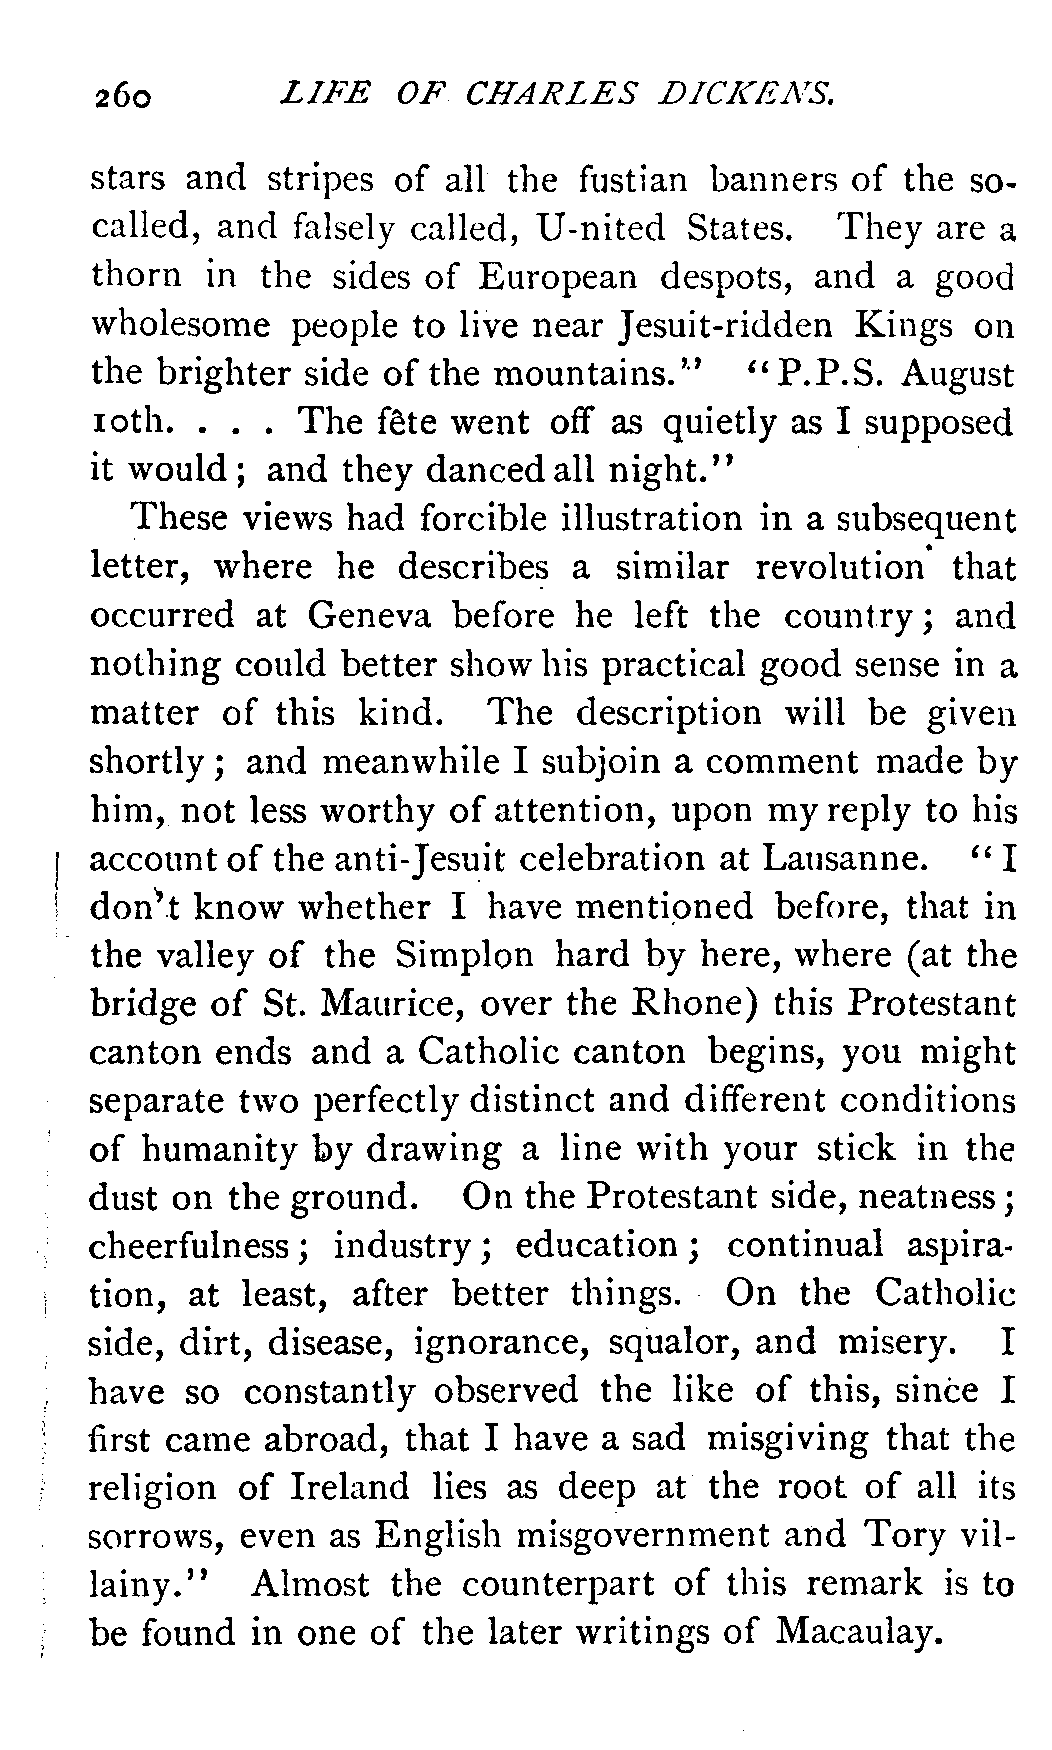 260 LIFE OF CHARLES DICKENS.
stars and stripes of all the fustian banners of the so-
called, and falsely called, U-nited States. They are a
thorn in the sides of European despots, and a good
wholesome people to live near Jesuit-ridden Kings on
the brighter side of the mountains." "P.P.S. August
10th. . . . The fête went off as quietly as I supposed
it would; and they danced all night."
These views had forcible illustration in a subsequent
letter, where he describes a similar revolution that
occurred at Geneva before he left the country; and
nothing could better show his practical good sense in a
matter of this kind. The description will be given
shortly; and meanwhile I subjoin a comment made by
him, not less worthy of attention, upon my reply to his
account of the anti-Jesuit celebration at Lausanne. "I
don't know whether I have mentioned before, that in
the valley of the Simplon hard by here, where (at the
bridge of St. Maurice, over the Rhone) this Protestant
canton ends and a Catholic canton begins, you might
separate two perfectly distinct and different conditions
of humanity by drawing a line with your stick in the
dust on the ground. On the Protestant side, neatness;
cheerfulness; industry; education; continual aspira-
tion, at least, after better things. On the Catholic
side, dirt, disease, ignorance, squalor, and misery. I
have so constantly observed the like of this, since I
first came abroad, that I have a sad misgiving that the
religion of Ireland lies as deep at the root of all its
sorrows, even as English misgovernment and Tory vil-
lainy." Almost the counterpart of this remark is to
be found in one of the later writings of Macaulay.